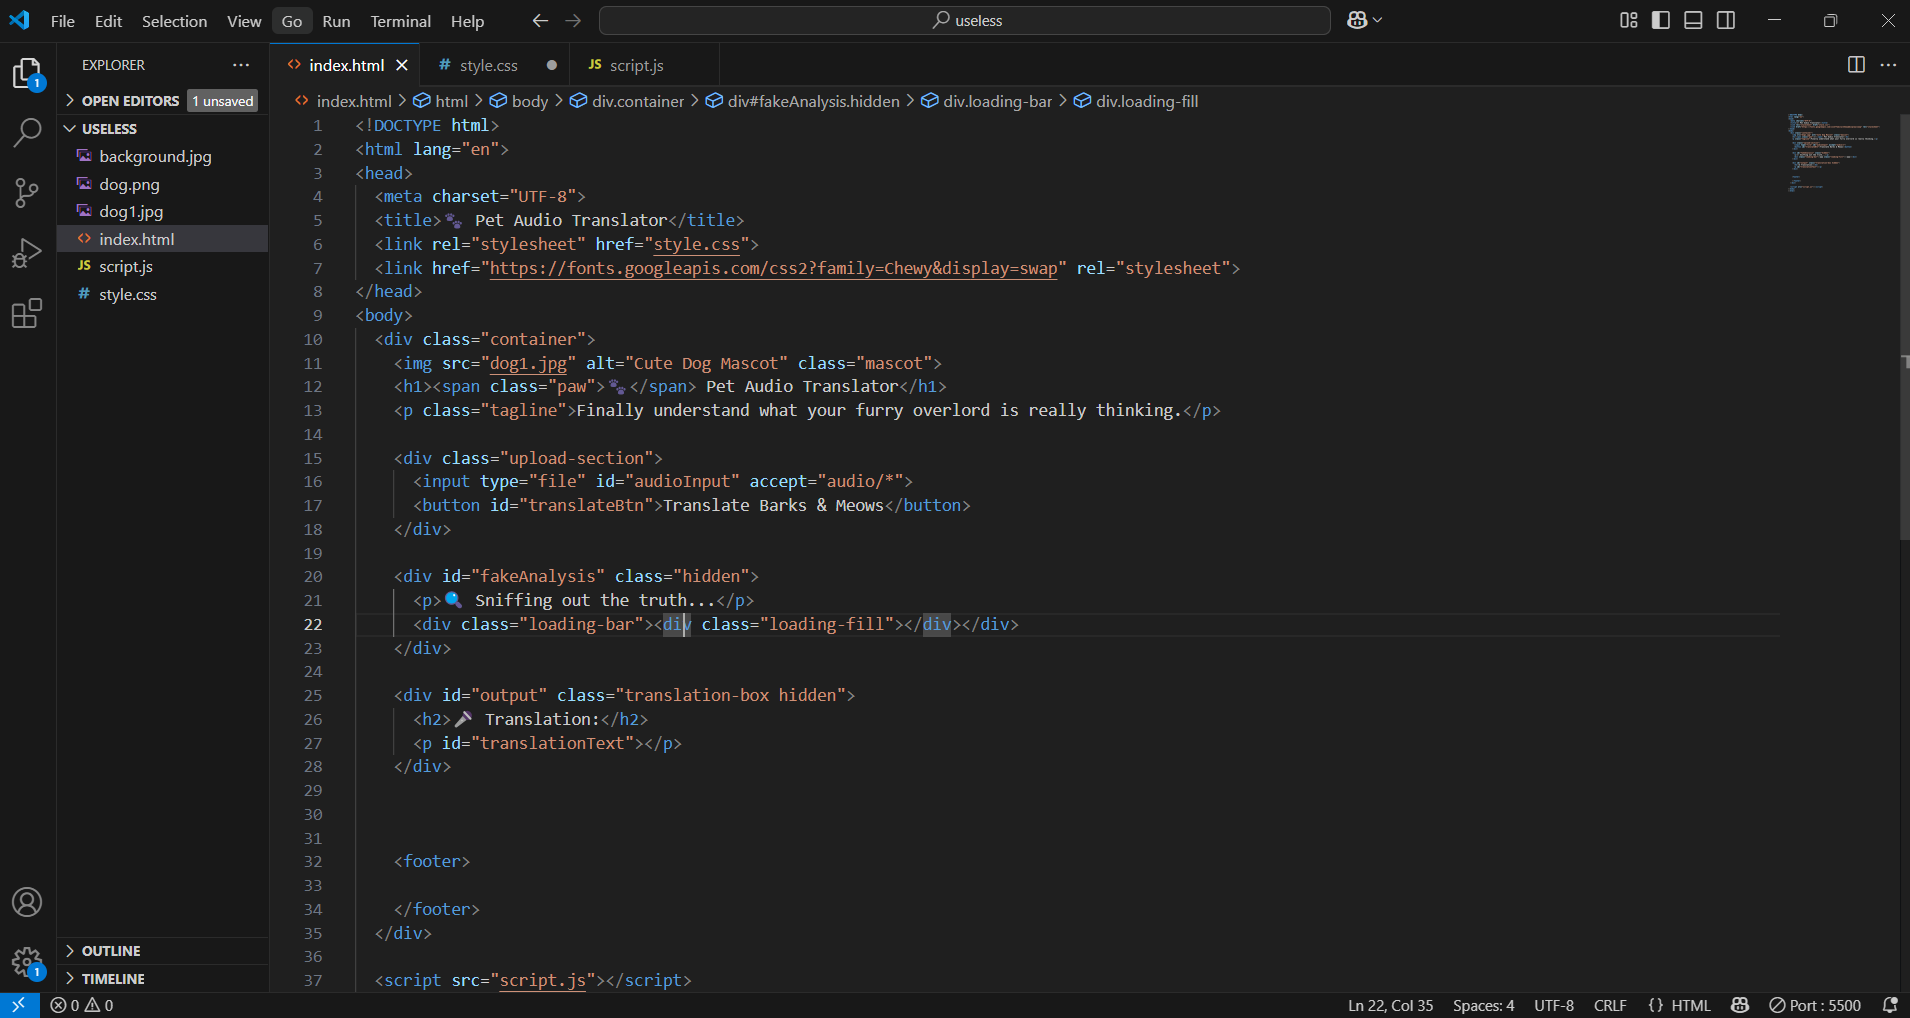 File Edit Selection View Go Run Terminal Help
useless
EXPLORER
OPEN EDITORS 1 unsaved
USELESS
background.jpg
dog.png
dog1.jpg
index.html
JS script.js
# style.css
OUTLINE
TIMELINE
1
1
<> index.html
# style.css
JS script.js
<> index.html > html > body > div.container > div#fakeAnalysis.hidden > div.loading-bar > div.loading-fill
1 <!DOCTYPE html>
2 <html lang="en">
3 <head>
4 <meta charset="UTF-8">
5 <title>🐾 Pet Audio Translator</title>
6 <link rel="stylesheet" href="style.css">
7 <link href="https://fonts.googleapis.com/css2?family=Chewy&display=swap" rel="stylesheet">
8 </head>
9 <body>
10 <div class="container">
11 <img src="dog1.jpg" alt="Cute Dog Mascot" class="mascot">
12 <h1><span class="paw">🐾</span> Pet Audio Translator</h1>
13 <p class="tagline">Finally understand what your furry overlord is really thinking.</p>
14
15 <div class="upload-section">
16 <input type="file" id="audioInput" accept="audio/*">
17 <button id="translateBtn">Translate Barks & Meows</button>
18 </div>
19
20 <div id="fakeAnalysis" class="hidden">
21 <p>🔍 Sniffing out the truth...</p>
22 <div class="loading-bar"><div class="loading-fill"></div></div>
23 </div>
24
25 <div id="output" class="translation-box hidden">
26 <h2>🎤 Translation:</h2>
27 <p id="translationText"></p>
28 </div>
29
30
31
32 <footer>
33
34 </footer>
35 </div>
36
37 <script src="script.js"></script>
0 0
Ln 22, Col 35 Spaces: 4 UTF-8 CRLF {} HTML Port : 5500